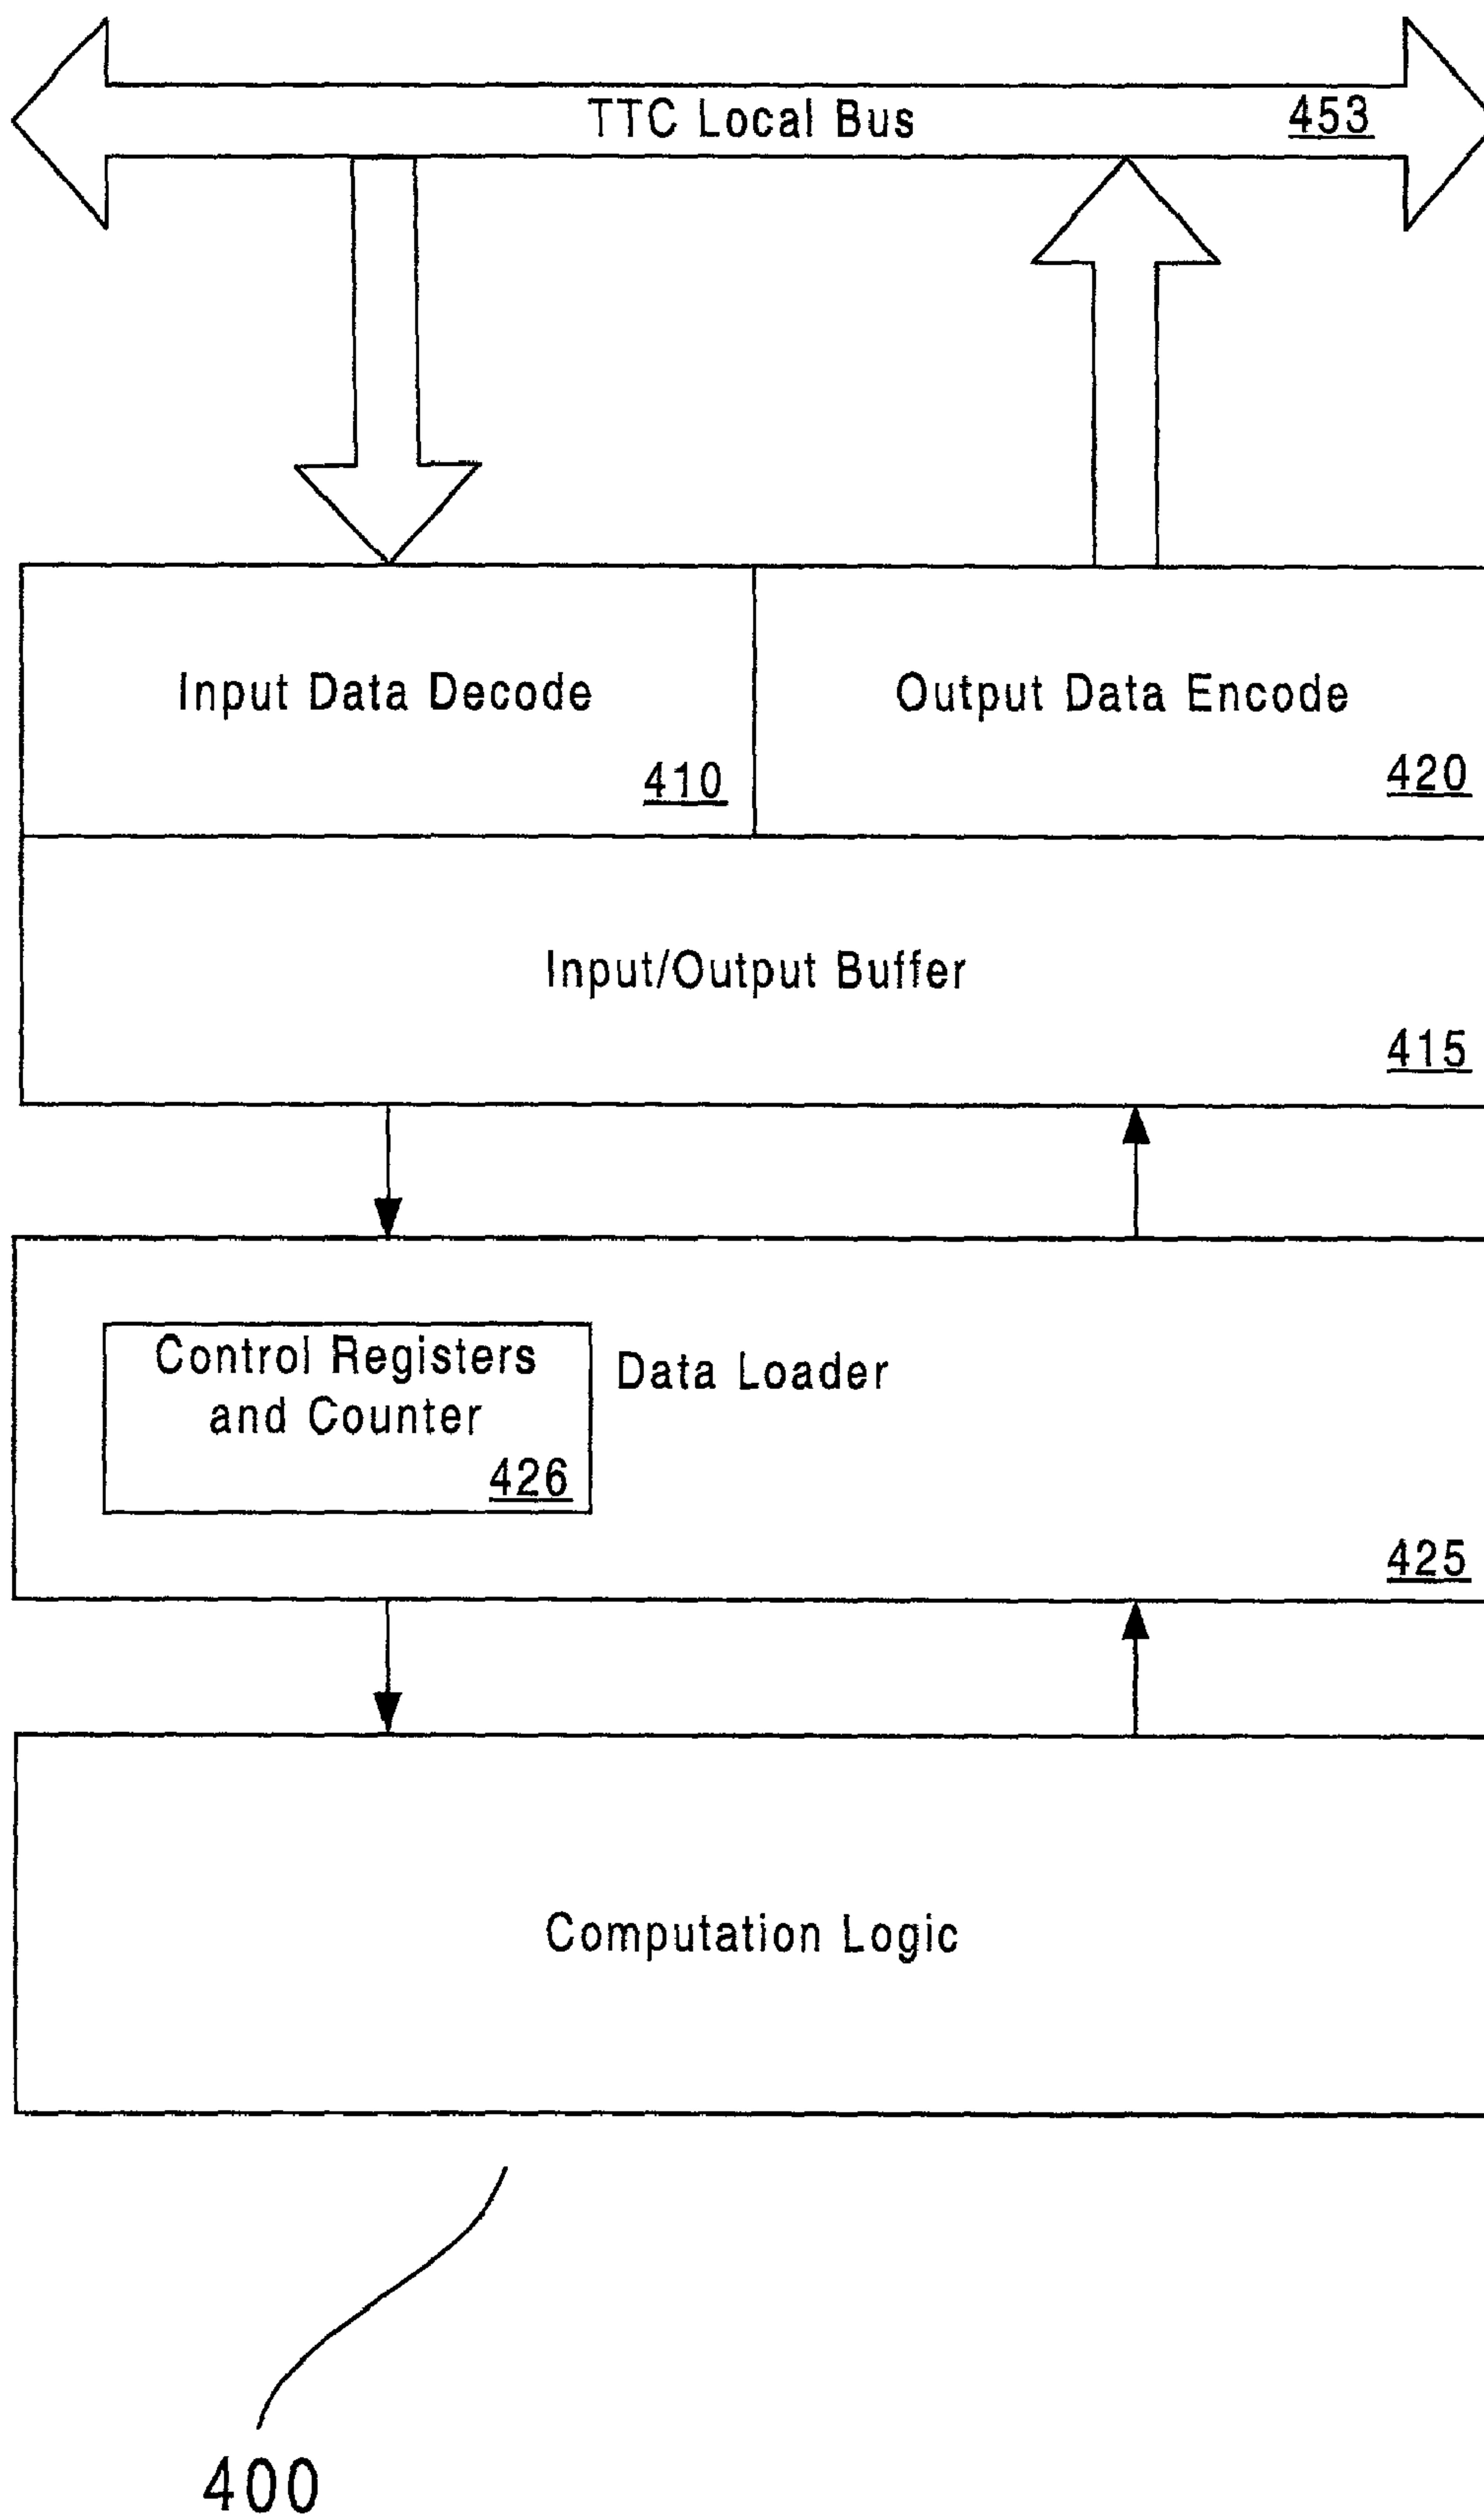 TTC Local Bus 453
Input Data Decode
410
Output Data Encode
420
Input/Output Buffer
415
Control Registers
and Counter
426
Data Loader
425
Computation Logic
400